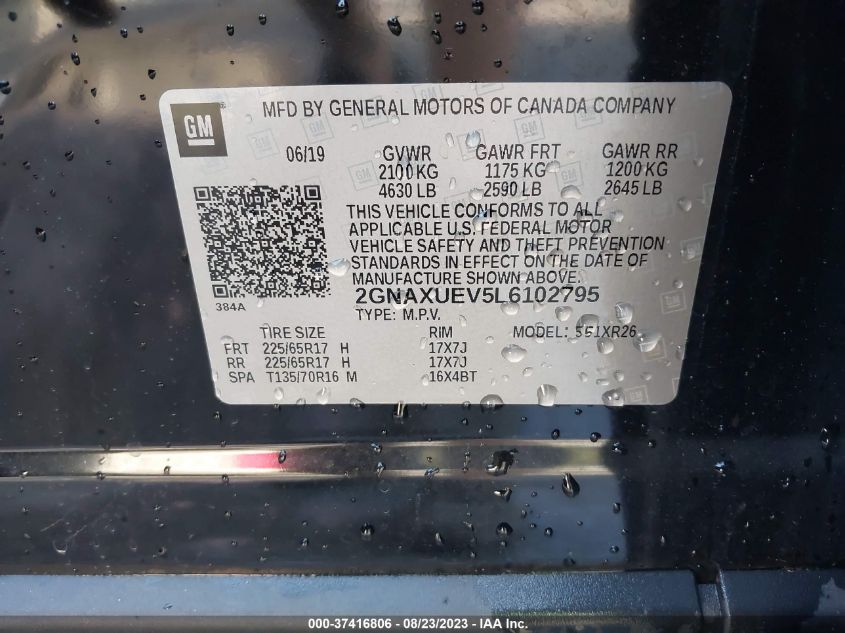 GM
MFD BY GENERAL MOTORS OF CANADA COMPANY
06/19 GVWR GAWR FRT GAWR RR
2100 KG 1175 KG 1200 KG
4630 LB 2590 LB 2645 LB
THIS VEHICLE CONFORMS TO ALL
APPLICABLE U.S. FEDERAL MOTOR
VEHICLE SAFETY AND THEFT PREVENTION
STANDARDS IN EFFECT ON THE DATE OF
MANUFACTURE SHOWN ABOVE.
384A
2GNAXUEV5L6102795
TYPE: M.P.V.
TIRE SIZE RIM MODEL: 1XR26
FRT 225/65R17 H 17X7J
RR 225/65R17 H 17X7J
SPA T135/70R16 M 16X4BT
000-37416806 - 08/23/2023 - IAA Inc.